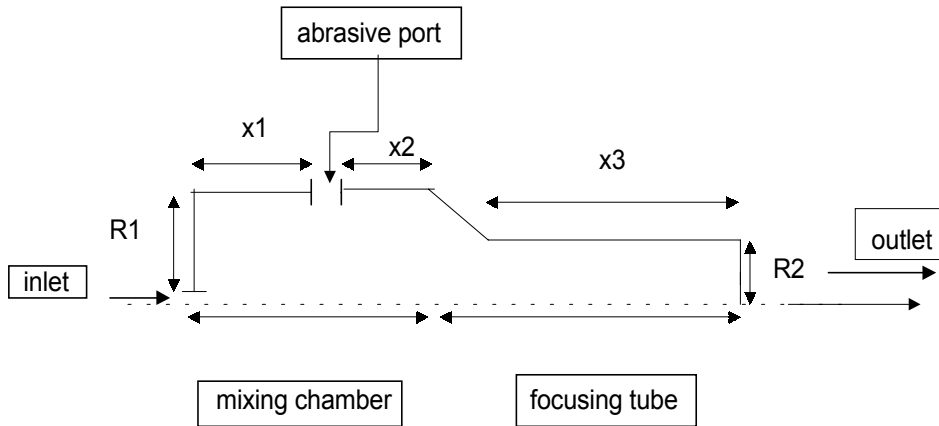 abrasive port
x1
x2
x3
R1
R2
outlet
inlet
mixing chamber
focusing tube